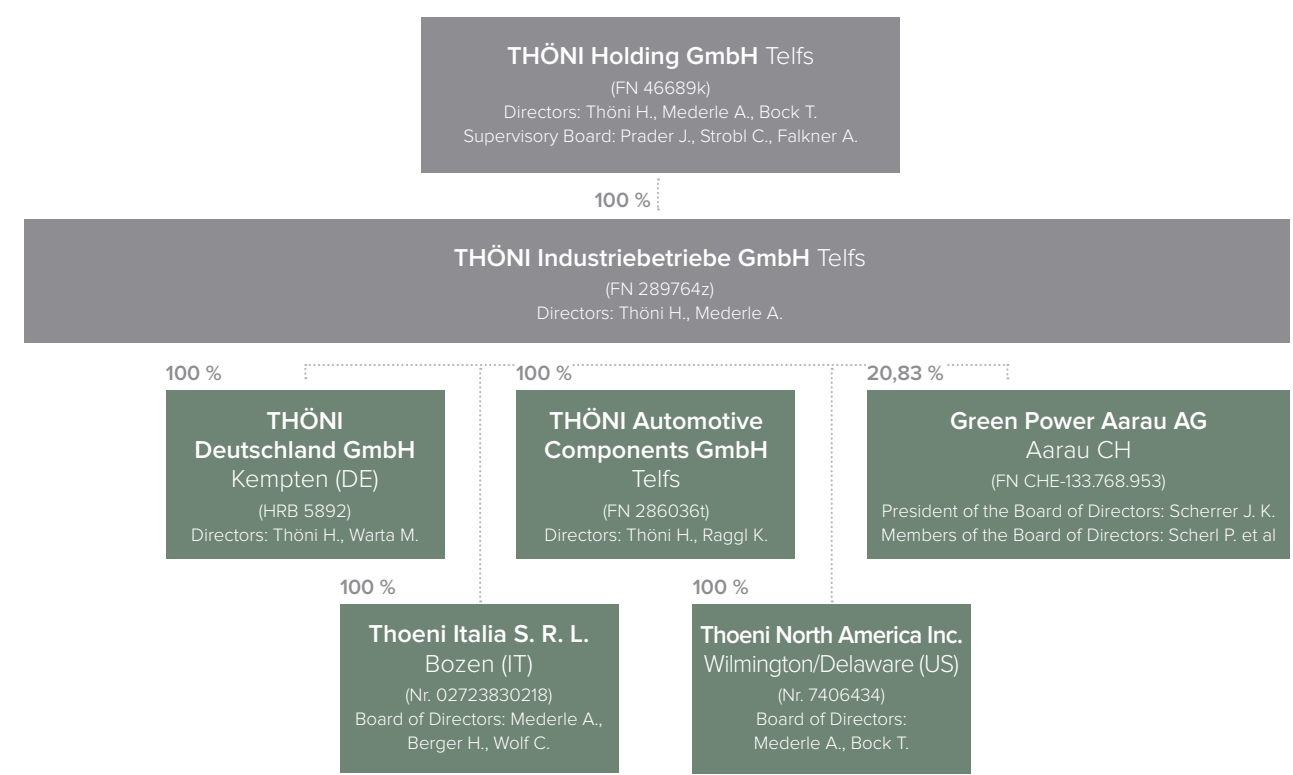 THÖNI Holding GmbH Telfs
(FN 46689k)
Directors: Thöni H., Mederle A., Bock T.
Supervisory Board: Prader J., Strobl C., Falkner A.
100 %
THÖNI Industriebetriebe GmbH Telfs
(FN 289764z)
Directors: Thöni H., Mederle A.
100 %
THÖNI
Deutschland GmbH
Kempten (DE)
(HRB 5892)
Directors: Thöni H., Warta M.
100 %
THÖNI Automotive
Components GmbH
Telfs
(FN 286036t)
Directors: Thöni H., Raggl K.
20,83 %
Green Power Aarau AG
Aarau CH
(FN CHE-133.768.953)
President of the Board of Directors: Scherrer J. K.
Members of the Board of Directors: Scherl P. et al
100 %
Thoeni Italia S. R. L.
Bozen (IT)
(Nr. 02723830218)
Board of Directors: Mederle A.,
Berger H., Wolf C.
100 %
Thoeni North America Inc.
Wilmington/Delaware (US)
(Nr. 7406434)
Board of Directors:
Mederle A., Bock T.